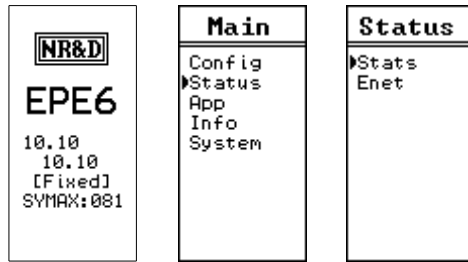 NR&D
EPE6
10.10
10.10
[Fixed]
SYMAX:081
Main
Config
Status
App
Info
System
Status
Stats
Enet